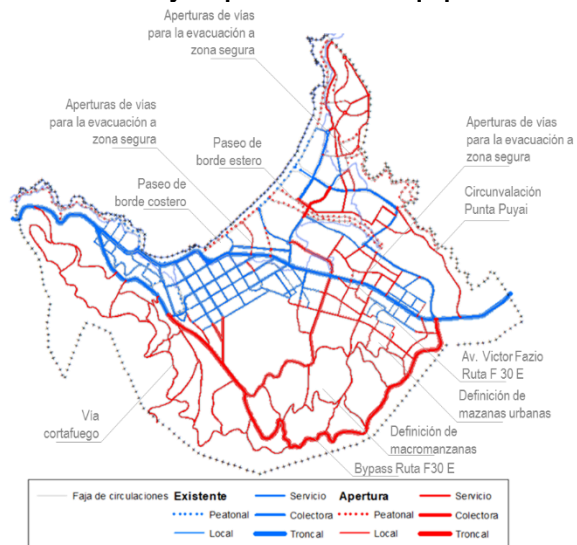 Aperturas de vías
para la evacuación a
zona segura
Aperturas de vías
para la evacuación a
zona segura
Aperturas de vías
para la evacuación a
zona segura
Paseo de
borde estero
Paseo de
borde costero
Circunvalación
Punta Puyai
Av. Victor Fazio
Ruta F 30 E
Definición de
mazanas urbanas
Vía
cortafuego
Definición de
macromanzanas
Bypass Ruta F30 E
Faja de circulaciones Existente Servicio Apertura Servicio
Peatonal Colectora Peatonal Colectora
Local Troncal Local Troncal